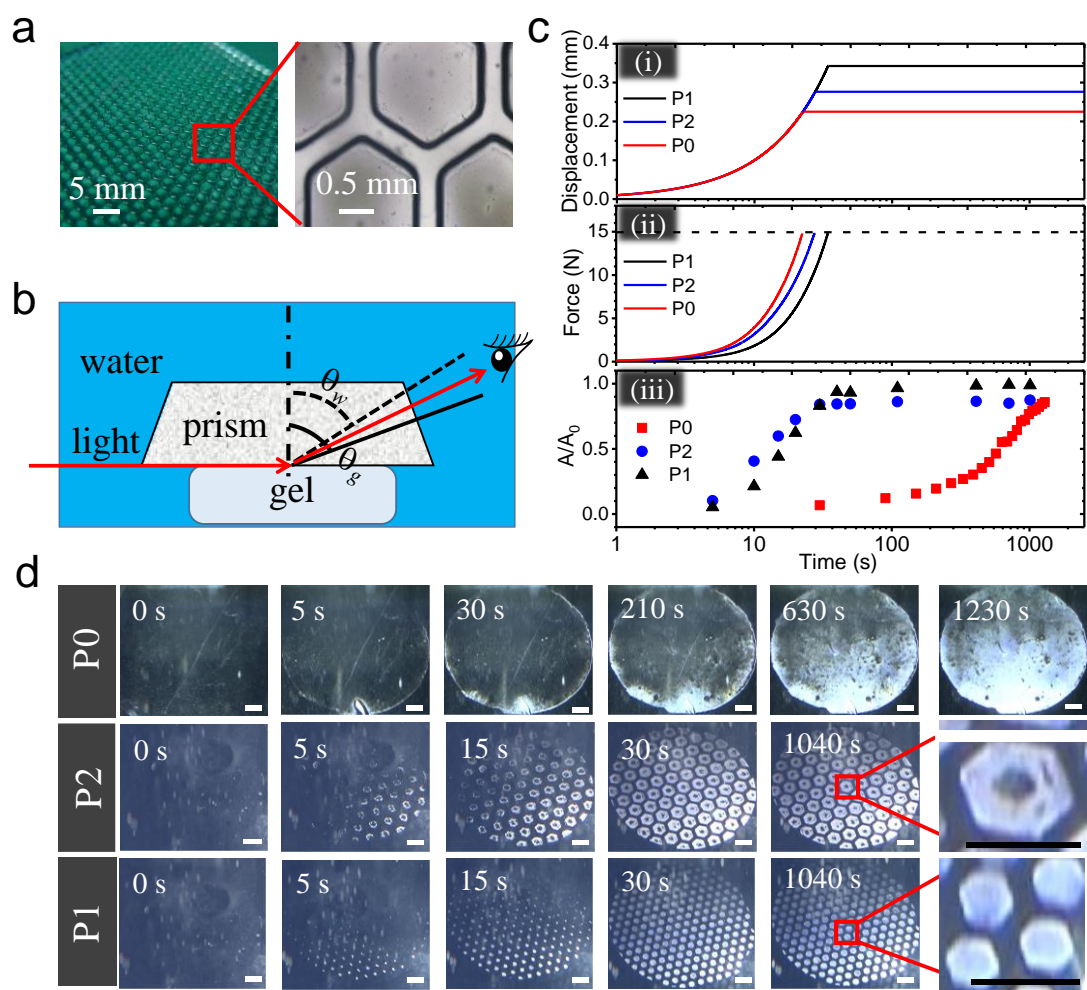 a
5 mm
0.5 mm
b
water
light
prism
gel
θw
θg
c
Displacement (mm)
0.4
0.3
0.2
0.1
0.0
(i)
P1
P2
P0
Force (N)
15
10
5
0
(ii)
P1
P2
P0
A/A0
1.0
0.5
0.0
(iii)
P0
P2
P1
1 10 100 1000
Time (s)
d
P0
0 s 5 s 30 s 210 s 630 s 1230 s
P2
0 s 5 s 15 s 30 s 1040 s
P1
0 s 5 s 15 s 30 s 1040 s